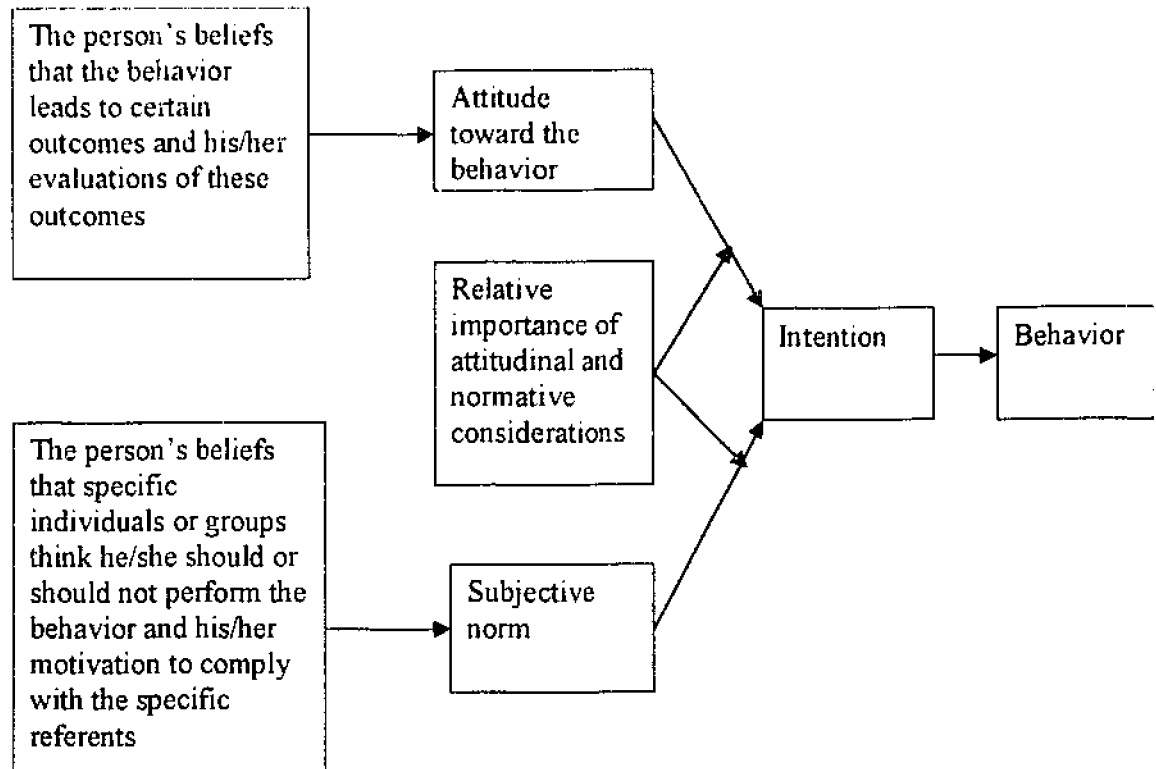 The person's beliefs
that the behavior
leads to certain
outcomes and his/her
evaluations of these
outcomes
Attitude
toward the
behavior
Relative
importance of
attitudinal and
normative
considerations
Intention
Behavior
The person's beliefs
that specific
individuals or groups
think he/she should or
should not perform the
behavior and his/her
motivation to comply
with the specific
referents
Subjective
norm